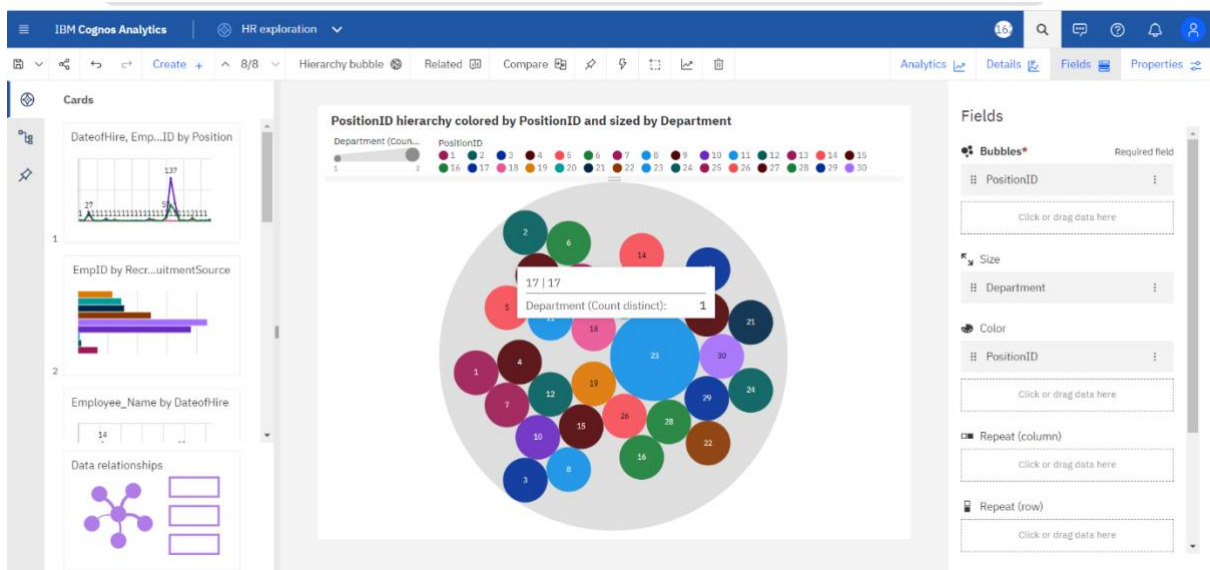 IBM Cognos Analytics
HR exploration
Create +
8/8
Hierarchy bubble
Related
Compare
Analytics
Details
Fields
Properties
Cards
DateofHire, Emp...ID by Position
137
27
1
EmpID by Recr...uitmentSource
2
Employee_Name by DateofHire
14
Data relationships
PositionID hierarchy colored by PositionID and sized by Department
Department (Coun...
PositionID
1 2 3 4 5 6 7 8 9 10 11 12 13 14 15
1 3
16 17 18 19 20 21 22 23 24 25 26 27 28 29 30
2
6
14
17 | 17
Department (Count distinct): 1
5
18
21
23
30
4
1
19
12
24
7
29
26
28
15
10
22
16
8
3
Fields
Bubbles* Required field
PositionID
Click or drag data here
Size
Department
Color
PositionID
Click or drag data here
Repeat (column)
Click or drag data here
Repeat (row)
Click or drag data here